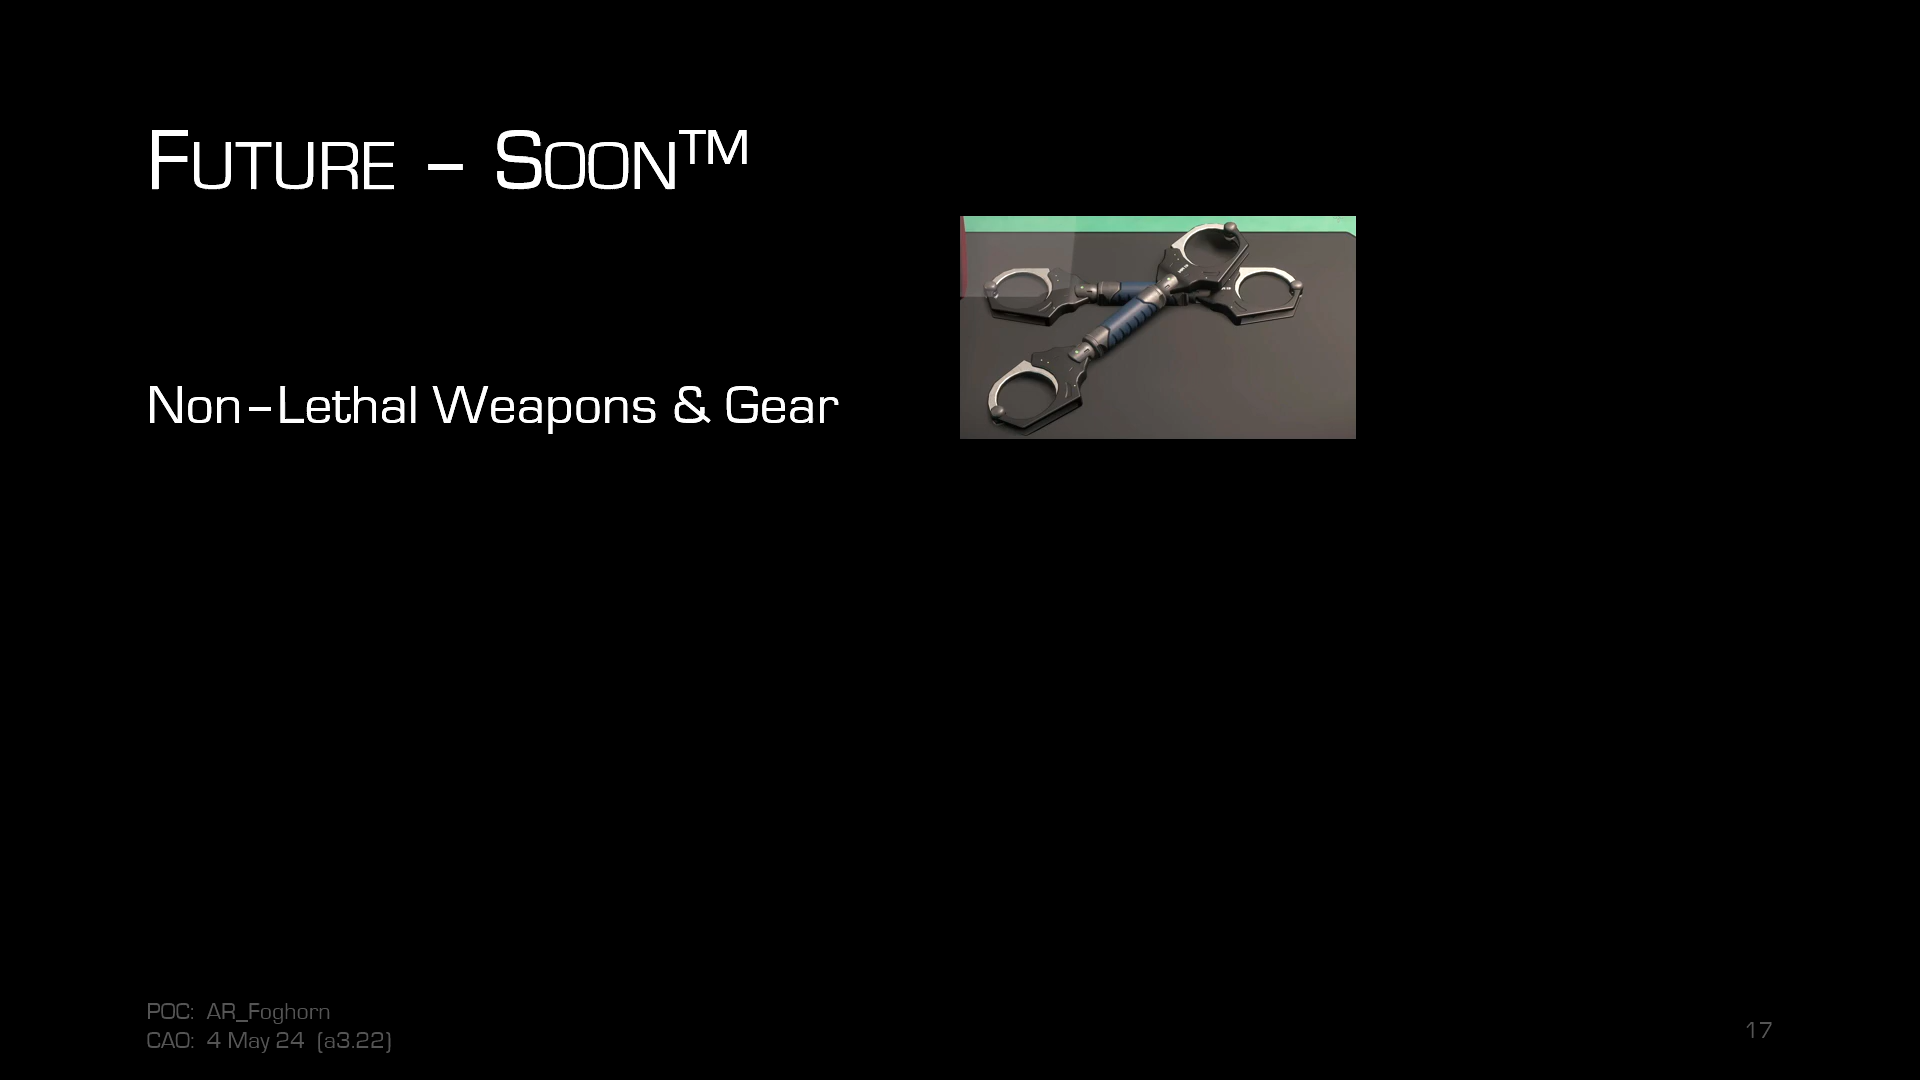 Future – Soon™
Non-Lethal Weapons & Gear
POC: AR_Foghorn
CAO: 4 May 24 (a3.22)
17